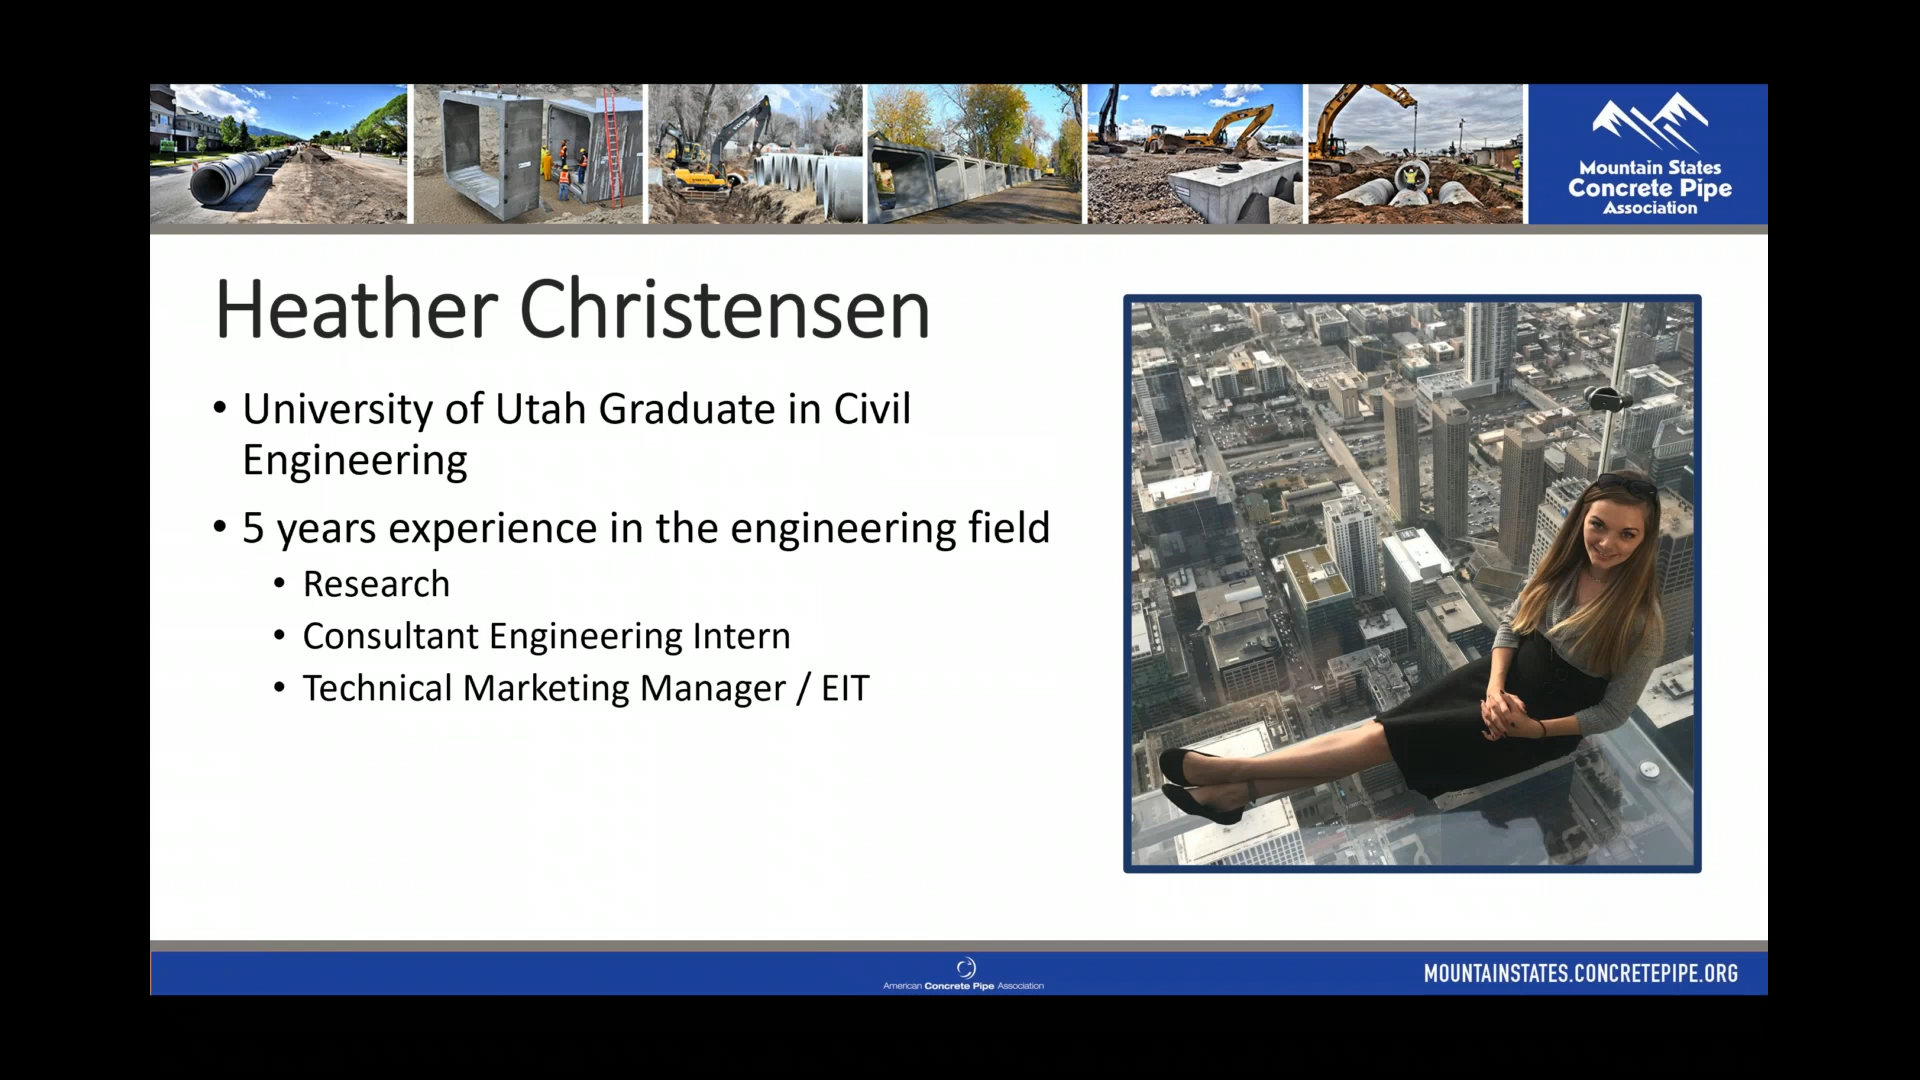 Mountain States
Concrete Pipe
Association
Heather Christensen
• University of Utah Graduate in Civil
Engineering
• 5 years experience in the engineering field
• Research
• Consultant Engineering Intern
• Technical Marketing Manager / EIT
American Concrete Pipe Association
MOUNTAINSTATES.CONCRETEPIPE.ORG